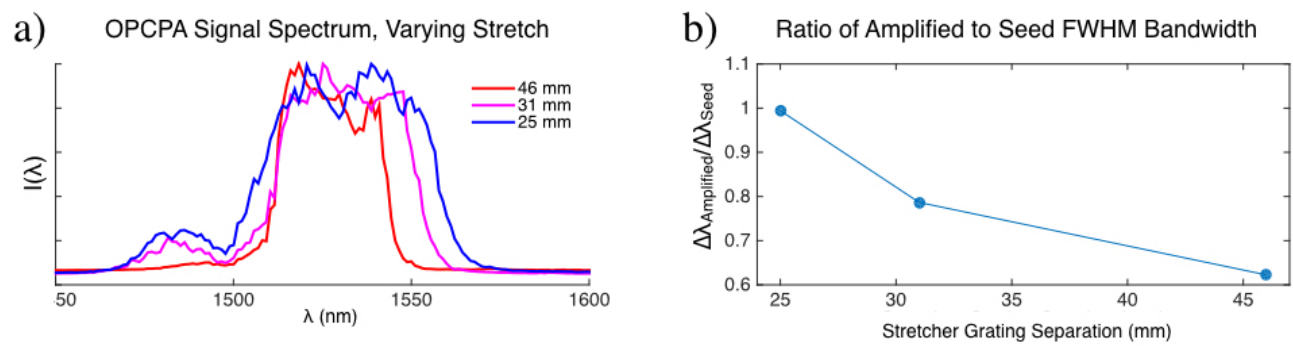 a)
OPCPA Signal Spectrum, Varying Stretch
46 mm
31 mm
25 mm
I(λ)
-50
1500
1550
1600
λ (nm)
b)
Ratio of Amplified to Seed FWHM Bandwidth
ΔλAmplified/ΔλSeed
1.1
1
0.9
0.8
0.7
0.6
25
30
35
40
45
Stretcher Grating Separation (mm)